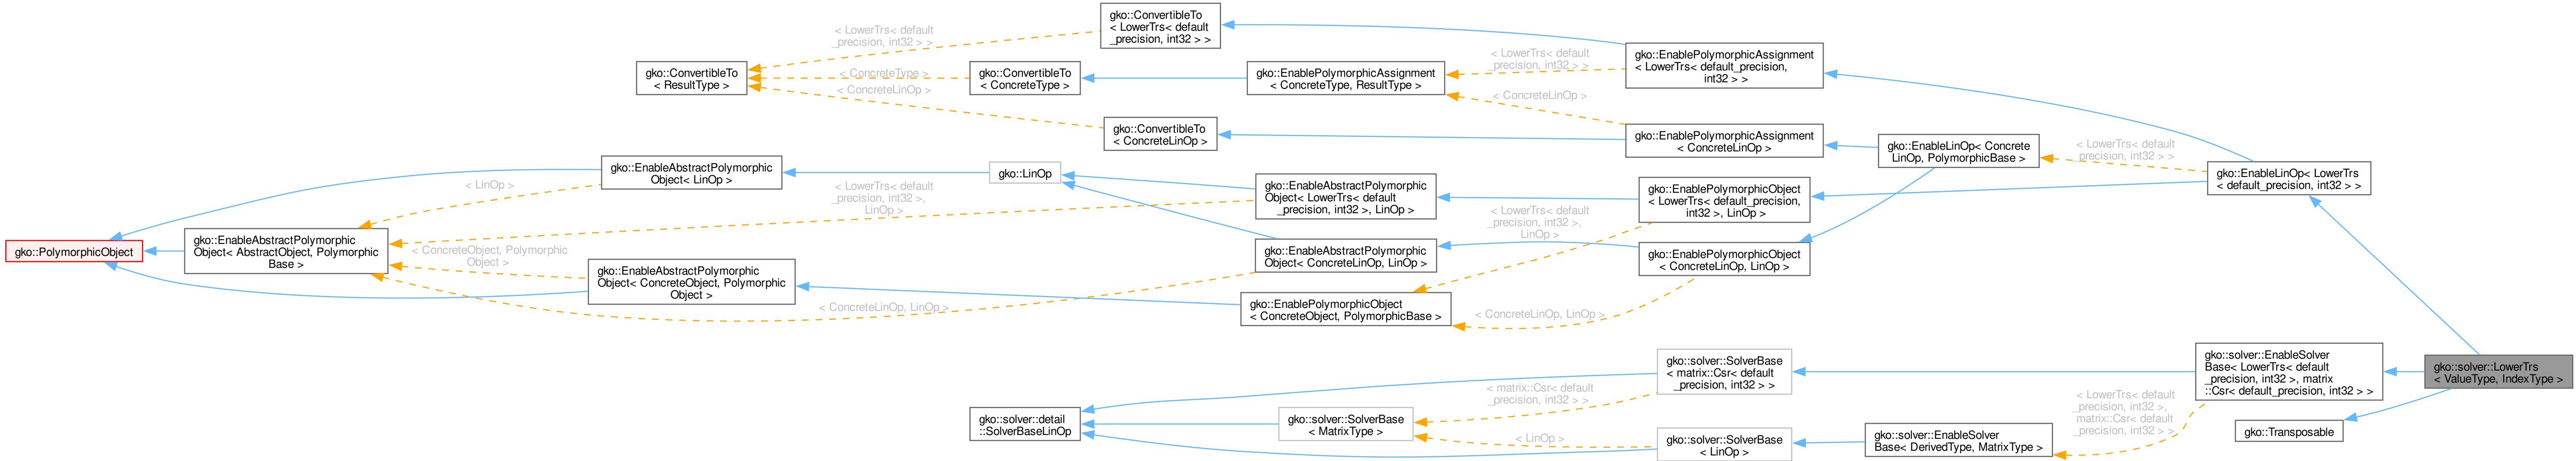 gko::PolymorphicObject
gko::EnableAbstractPolymorphic
Object< AbstractObject, Polymorphic
Base >
gko::EnableAbstractPolymorphic
Object< LinOp >
< LinOp >
gko::EnableAbstractPolymorphic
Object< ConcreteObject, Polymorphic
Object >
< ConcreteObject, Polymorphic
Object >
gko::ConvertibleTo
< ResultType >
< LowerTrs< default
_precision, int32 > >
< ConcreteType >
< ConcreteLinOp >
< LowerTrs< default
_precision, int32 >,
LinOp >
< ConcreteLinOp, LinOp >
gko::ConvertibleTo
< LowerTrs< default
_precision, int32 > >
gko::ConvertibleTo
< ConcreteType >
gko::ConvertibleTo
< ConcreteLinOp >
gko::LinOp
gko::solver::detail
::SolverBaseLinOp
gko::EnablePolymorphicAssignment
< ConcreteType, ResultType >
gko::EnableAbstractPolymorphic
Object< LowerTrs< default
_precision, int32 >, LinOp >
gko::EnableAbstractPolymorphic
Object< ConcreteLinOp, LinOp >
gko::EnablePolymorphicObject
< ConcreteObject, PolymorphicBase >
gko::solver::SolverBase
< MatrixType >
< LowerTrs< default
_precision, int32 > >
< ConcreteLinOp >
< LowerTrs< default
_precision, int32 >,
LinOp >
< ConcreteLinOp, LinOp >
< matrix::Csr< default
_precision, int32 > >
< LinOp >
gko::EnablePolymorphicAssignment
< LowerTrs< default_precision,
int32 > >
gko::EnablePolymorphicAssignment
< ConcreteLinOp >
gko::EnablePolymorphicObject
< LowerTrs< default_precision,
int32 >, LinOp >
gko::EnablePolymorphicObject
< ConcreteLinOp, LinOp >
gko::solver::SolverBase
< matrix::Csr< default
_precision, int32 > >
gko::solver::SolverBase
< LinOp >
gko::EnableLinOp< Concrete
LinOp, PolymorphicBase >
< LowerTrs< default
_precision, int32 > >
gko::solver::EnableSolver
Base< DerivedType, MatrixType >
< LowerTrs< default
_precision, int32 >,
matrix::Csr< default
_precision, int32 > >
gko::EnableLinOp< LowerTrs
< default_precision, int32 > >
gko::solver::EnableSolver
Base< LowerTrs< default
_precision, int32 >, matrix
::Csr< default_precision, int32 > >
gko::Transposable
gko::solver::LowerTrs
< ValueType, IndexType >